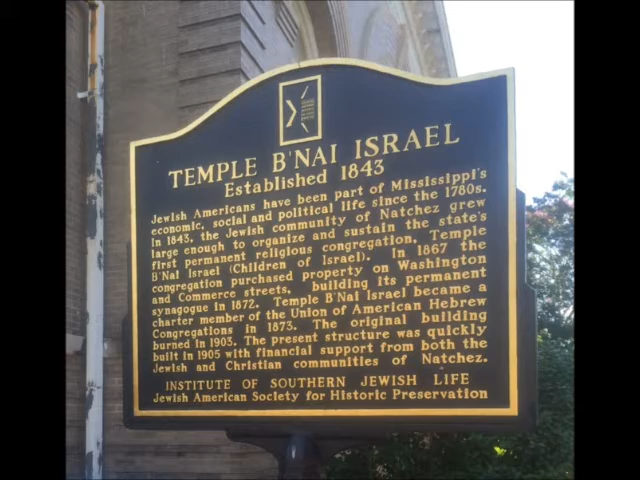 TEMPLE B'NAI ISRAEL
Established 1843
Jewish Americans have been part of Mississippi's
economic, social and political life since the 1780s.
In 1843, the Jewish community of Natchez grew
large enough to organize and sustain the state's
first permanent religious congregation, Temple
B'Nai Israel (Children of Israel). In 1867 the
congregation purchased property on Washington
and Commerce streets, building its permanent
synagogue in 1872. Temple B'Nai Israel became a
charter member of the Union of American Hebrew
Congregations in 1873. The original building
burned in 1903. The present structure was quickly
built in 1905 with financial support from both the
Jewish and Christian communities of Natchez.
INSTITUTE OF SOUTHERN JEWISH LIFE
Jewish American Society for Historic Preservation